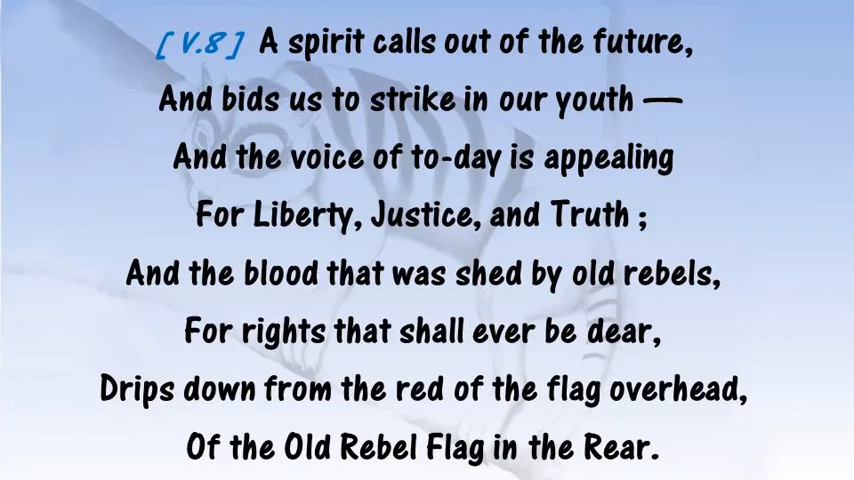 [ V.8 ] A spirit calls out of the future,
And bids us to strike in our youth —
And the voice of to-day is appealing
For Liberty, Justice, and Truth ;
And the blood that was shed by old rebels,
For rights that shall ever be dear,
Drips down from the red of the flag overhead,
Of the Old Rebel Flag in the Rear.